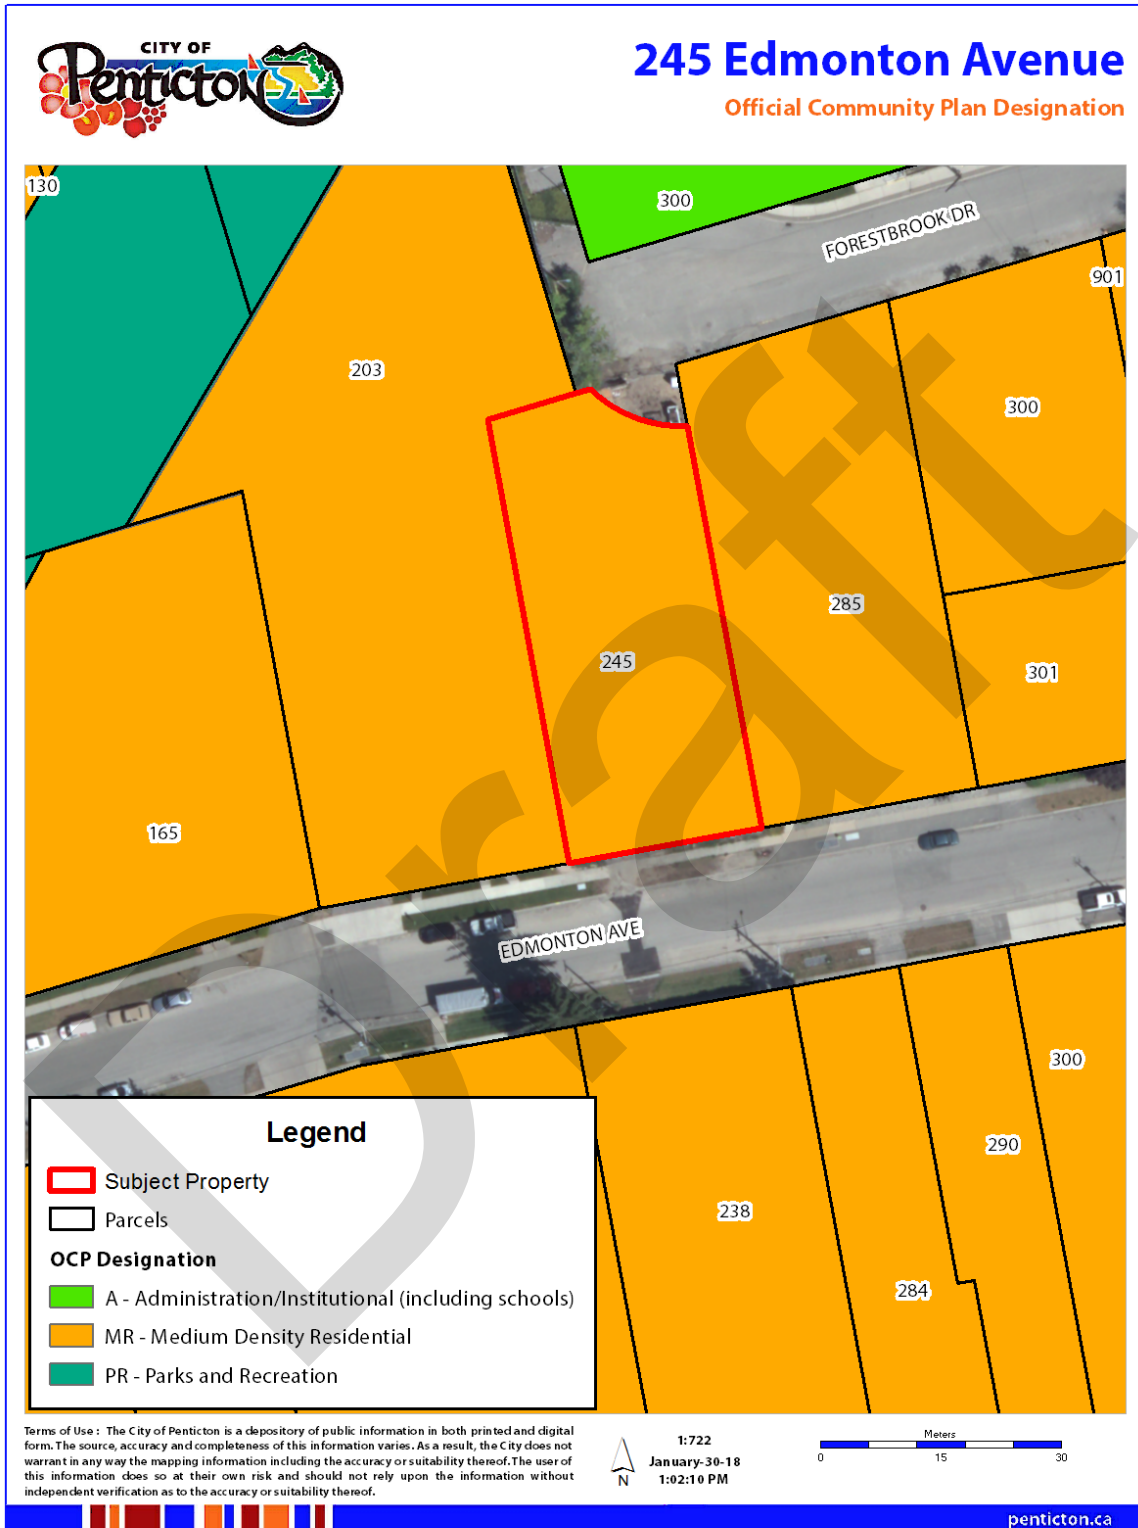 CITY OF
Penticton
245 Edmonton Avenue
Official Community Plan Designation
130
300
FORESTBROOK DR
901
203
300
285
245
301
165
EDMONTON AVE
300
290
238
284
Draft
Legend
Subject Property
Parcels
OCP Designation
A - Administration/Institutional (including schools)
MR - Medium Density Residential
PR - Parks and Recreation
Terms of Use : The City of Penticton is a depository of public information in both printed and digital
form. The source, accuracy and completeness of this information varies. As a result, the City does not
warrant in any way the mapping information including the accuracy or suitability thereof. The user of
this information does so at their own risk and should not rely upon the information without
independent verification as to the accuracy or suitability thereof.
N
1:722
January-30-18
1:02:10 PM
Meters
0 15 30
penticton.ca